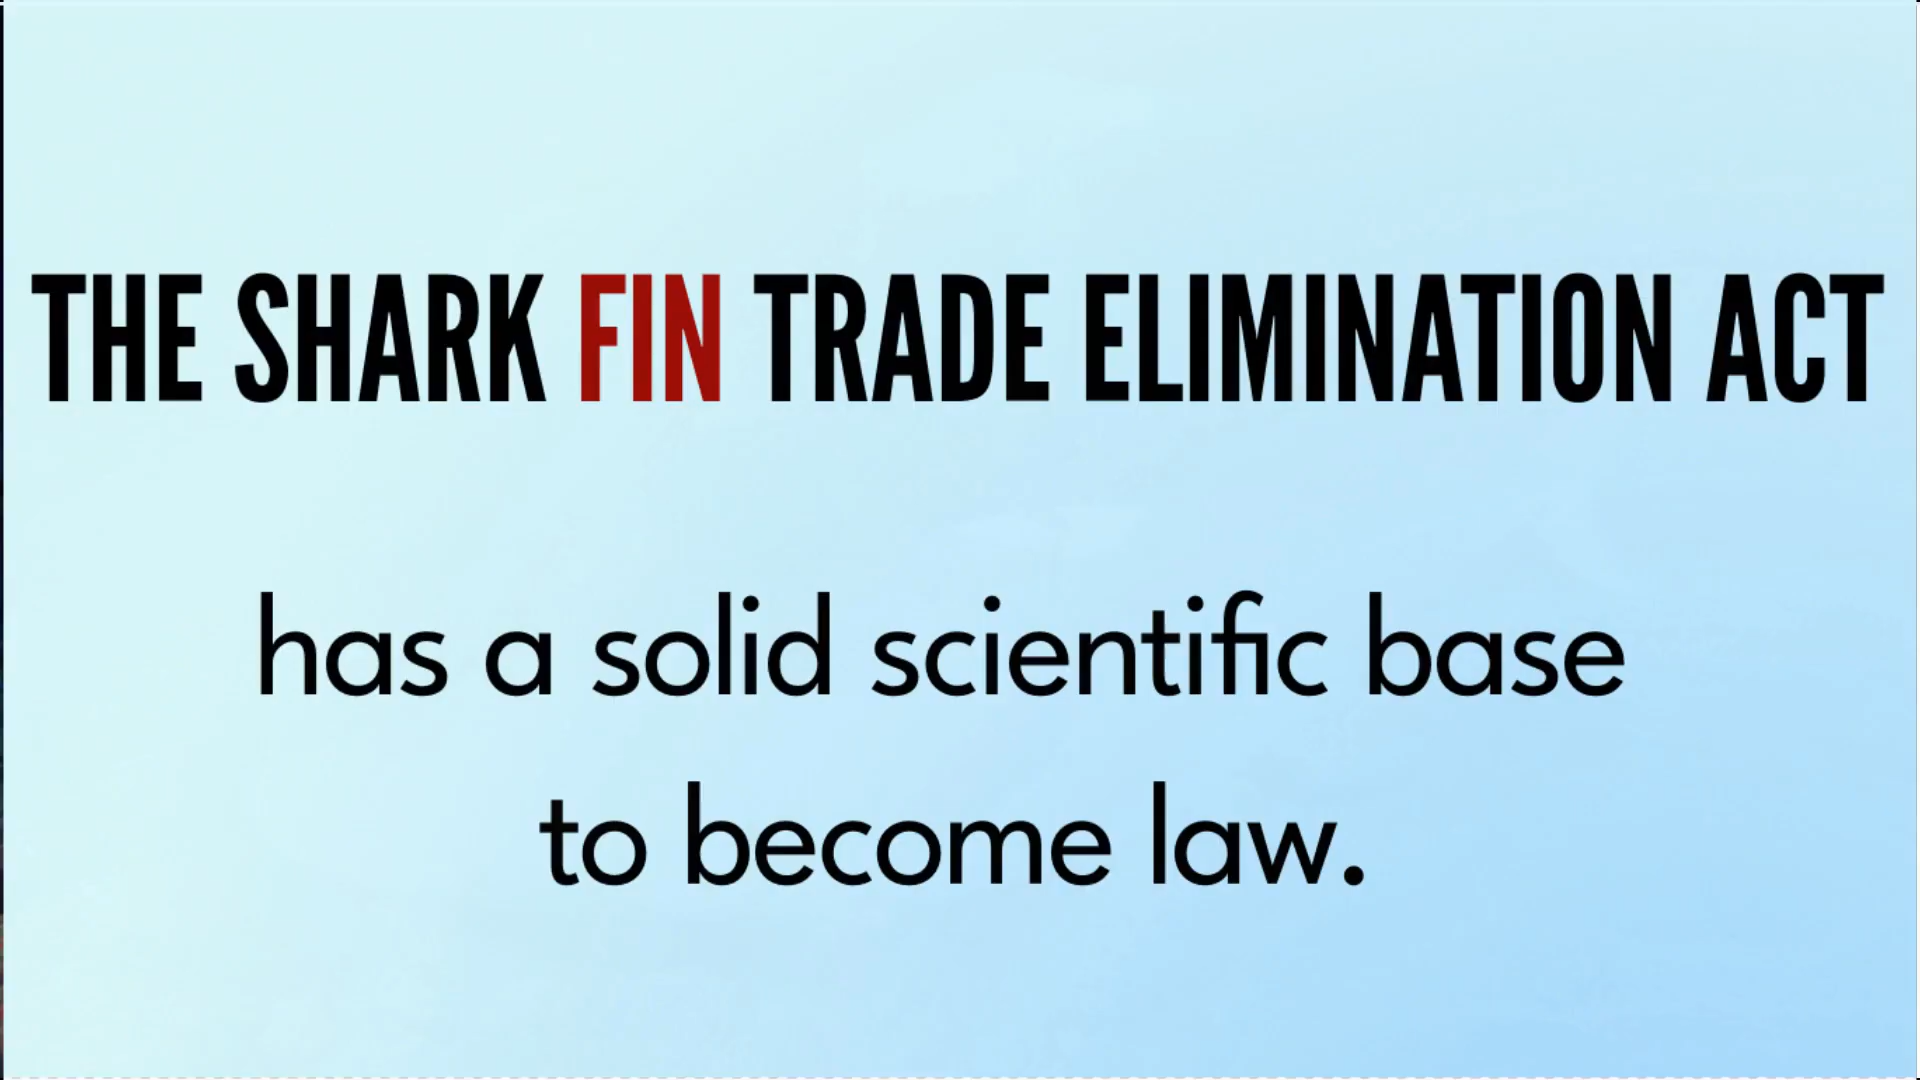 THE SHARK FIN TRADE ELIMINATION ACT
has a solid scientific base
to become law.